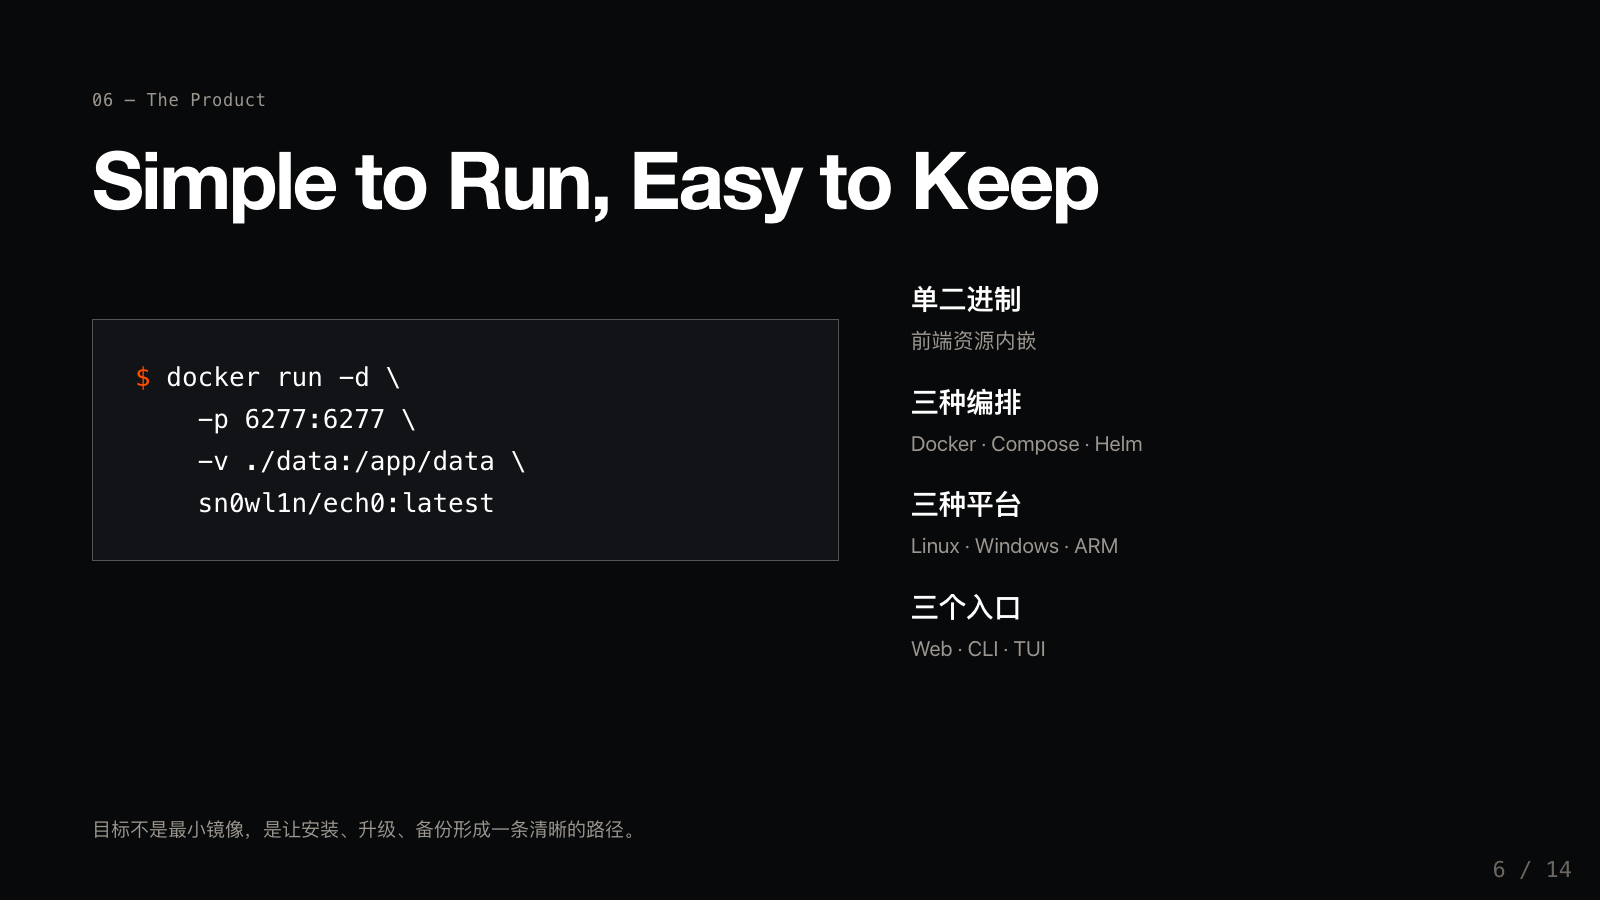 06 — The Product
Simple to Run, Easy to Keep
$ docker run -d \
-p 6277:6277 \
-v ./data:/app/data \
sn0wl1n/ech0:latest
单二进制
前端资源内嵌
三种编排
Docker · Compose · Helm
三种平台
Linux · Windows · ARM
三个入口
Web · CLI · TUI
目标不是最小镜像，是让安装、升级、备份形成一条清晰的路径。
6 / 14